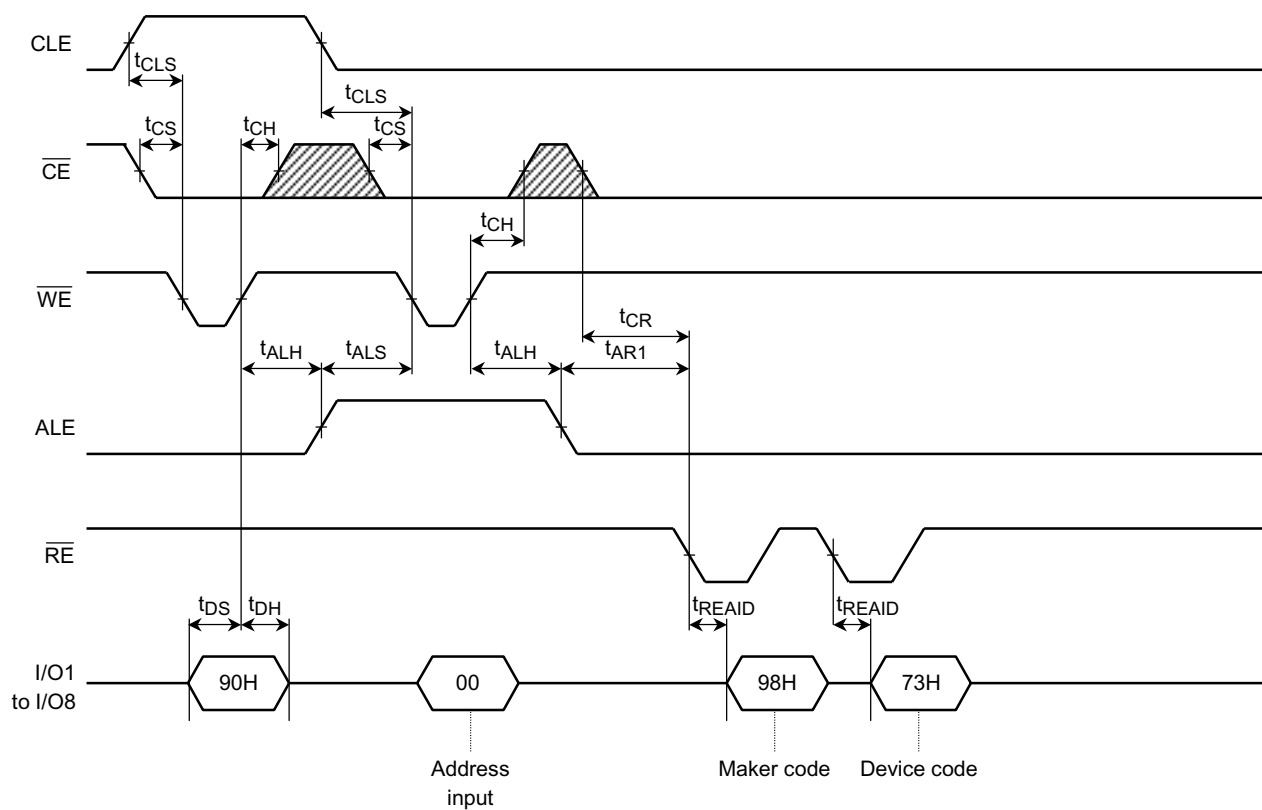 CLE
tCLS
tCLS
tCS
tCH
tCS
CE
tCH
WE
tCR
tALH
tALS
tALH
tAR1
ALE
RE
tDS
tDH
tREAID
tREAID
I/O1
to I/O8
90H
00
98H
73H
Address
input
Maker code
Device code